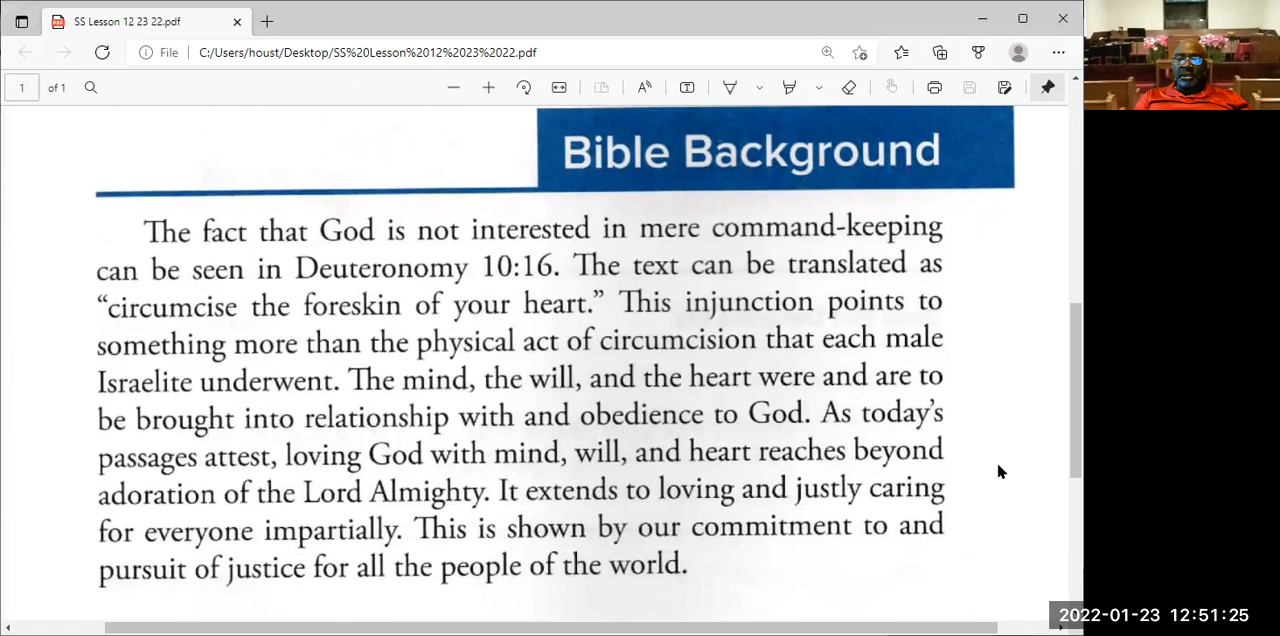 SS Lesson 12 23 22.pdf
File
C:/Users/houst/Desktop/SS%20Lesson%2012%2023%2022.pdf
1 of 1
Bible Background
The fact that God is not interested in mere command-keeping
can be seen in Deuteronomy 10:16. The text can be translated as
“circumcise the foreskin of your heart.” This injunction points to
something more than the physical act of circumcision that each male
Israelite underwent. The mind, the will, and the heart were and are to
be brought into relationship with and obedience to God. As today’s
passages attest, loving God with mind, will, and heart reaches beyond
adoration of the Lord Almighty. It extends to loving and justly caring
for everyone impartially. This is shown by our commitment to and
pursuit of justice for all the people of the world.
2022-01-23 12:51:25